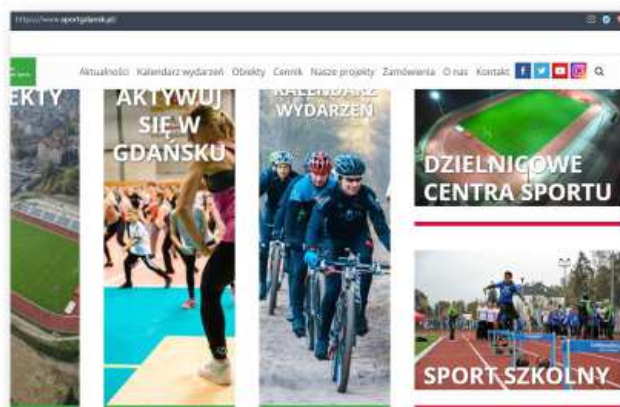 https://www.sportgdansk.pl/
Aktualności Kalendarz wydarzeń Obiekty Cennik Nasze projekty Zamówienia O nas Kontakt
EKTY
AKTYWUJ
SIĘ W
GDAŃSKU
KALENDARZ
WYDARZEŃ
DZIELNICOWE
CENTRA SPORTU
SPORT SZKOLNY